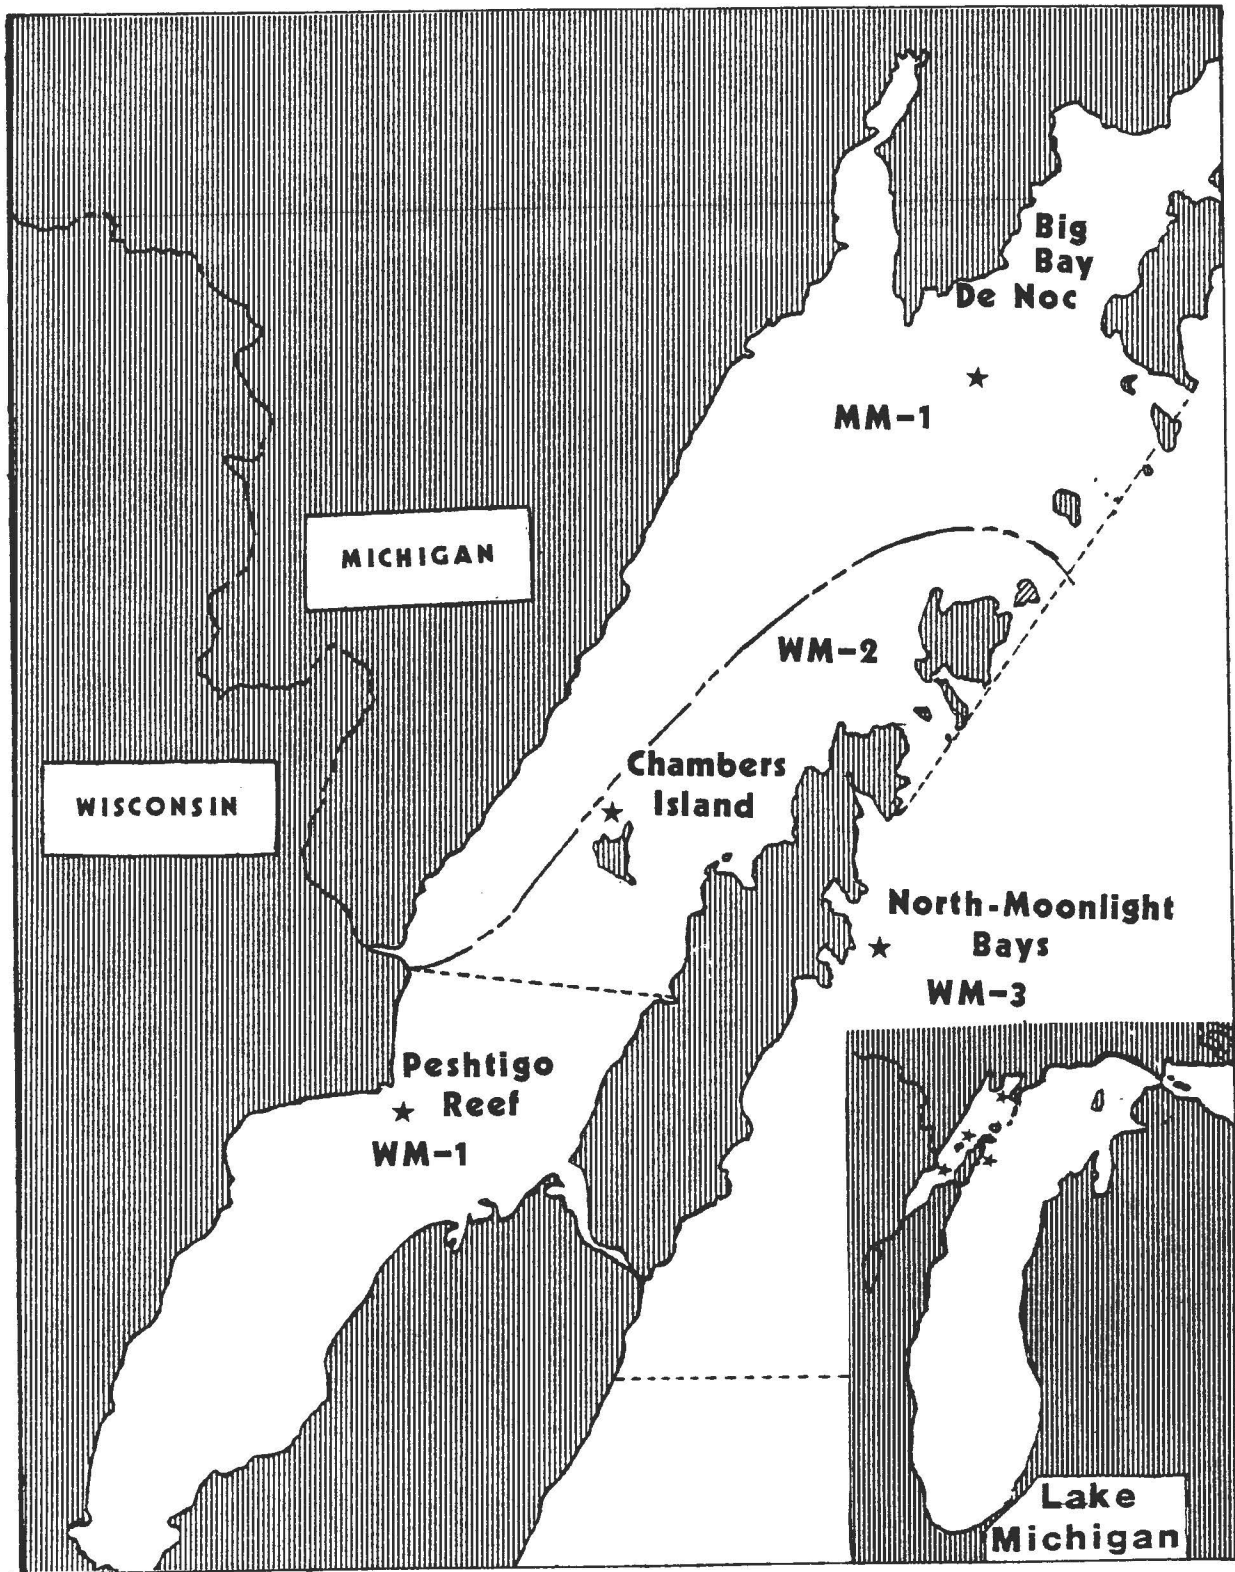 Big
Bay
De Noc
MM-1
MICHIGAN
WM-2
Chambers
Island
WISCONSIN
North-Moonlight
Bays
WM-3
Peshtigo
Reef
WM-1
Lake
Michigan